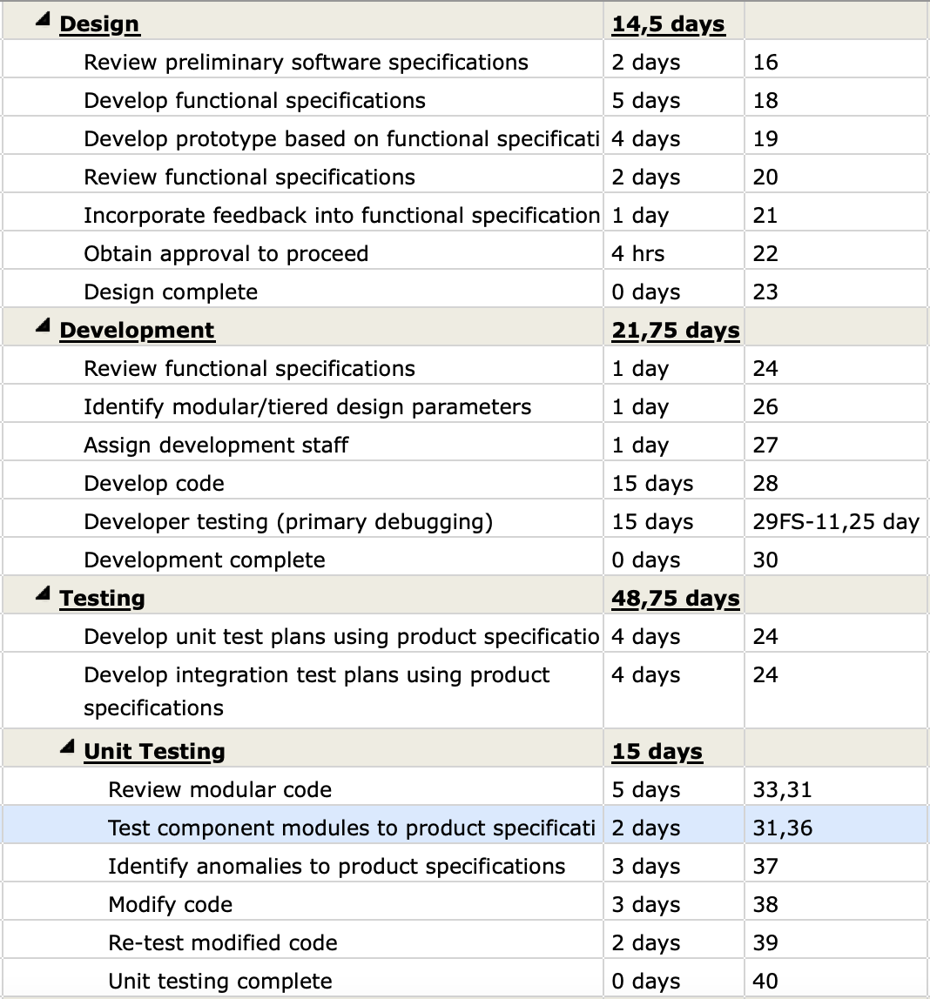 Design 14,5 days
Review preliminary software specifications 2 days 16
Develop functional specifications 5 days 18
Develop prototype based on functional specificati 4 days 19
Review functional specifications 2 days 20
Incorporate feedback into functional specification 1 day 21
Obtain approval to proceed 4 hrs 22
Design complete 0 days 23
Development 21,75 days
Review functional specifications 1 day 24
Identify modular/tiered design parameters 1 day 26
Assign development staff 1 day 27
Develop code 15 days 28
Developer testing (primary debugging) 15 days 29FS-11,25 day
Development complete 0 days 30
Testing 48,75 days
Develop unit test plans using product specificatio 4 days 24
Develop integration test plans using product 4 days 24
specifications
Unit Testing 15 days
Review modular code 5 days 33,31
Test component modules to product specificati 2 days 31,36
Identify anomalies to product specifications 3 days 37
Modify code 3 days 38
Re-test modified code 2 days 39
Unit testing complete 0 days 40